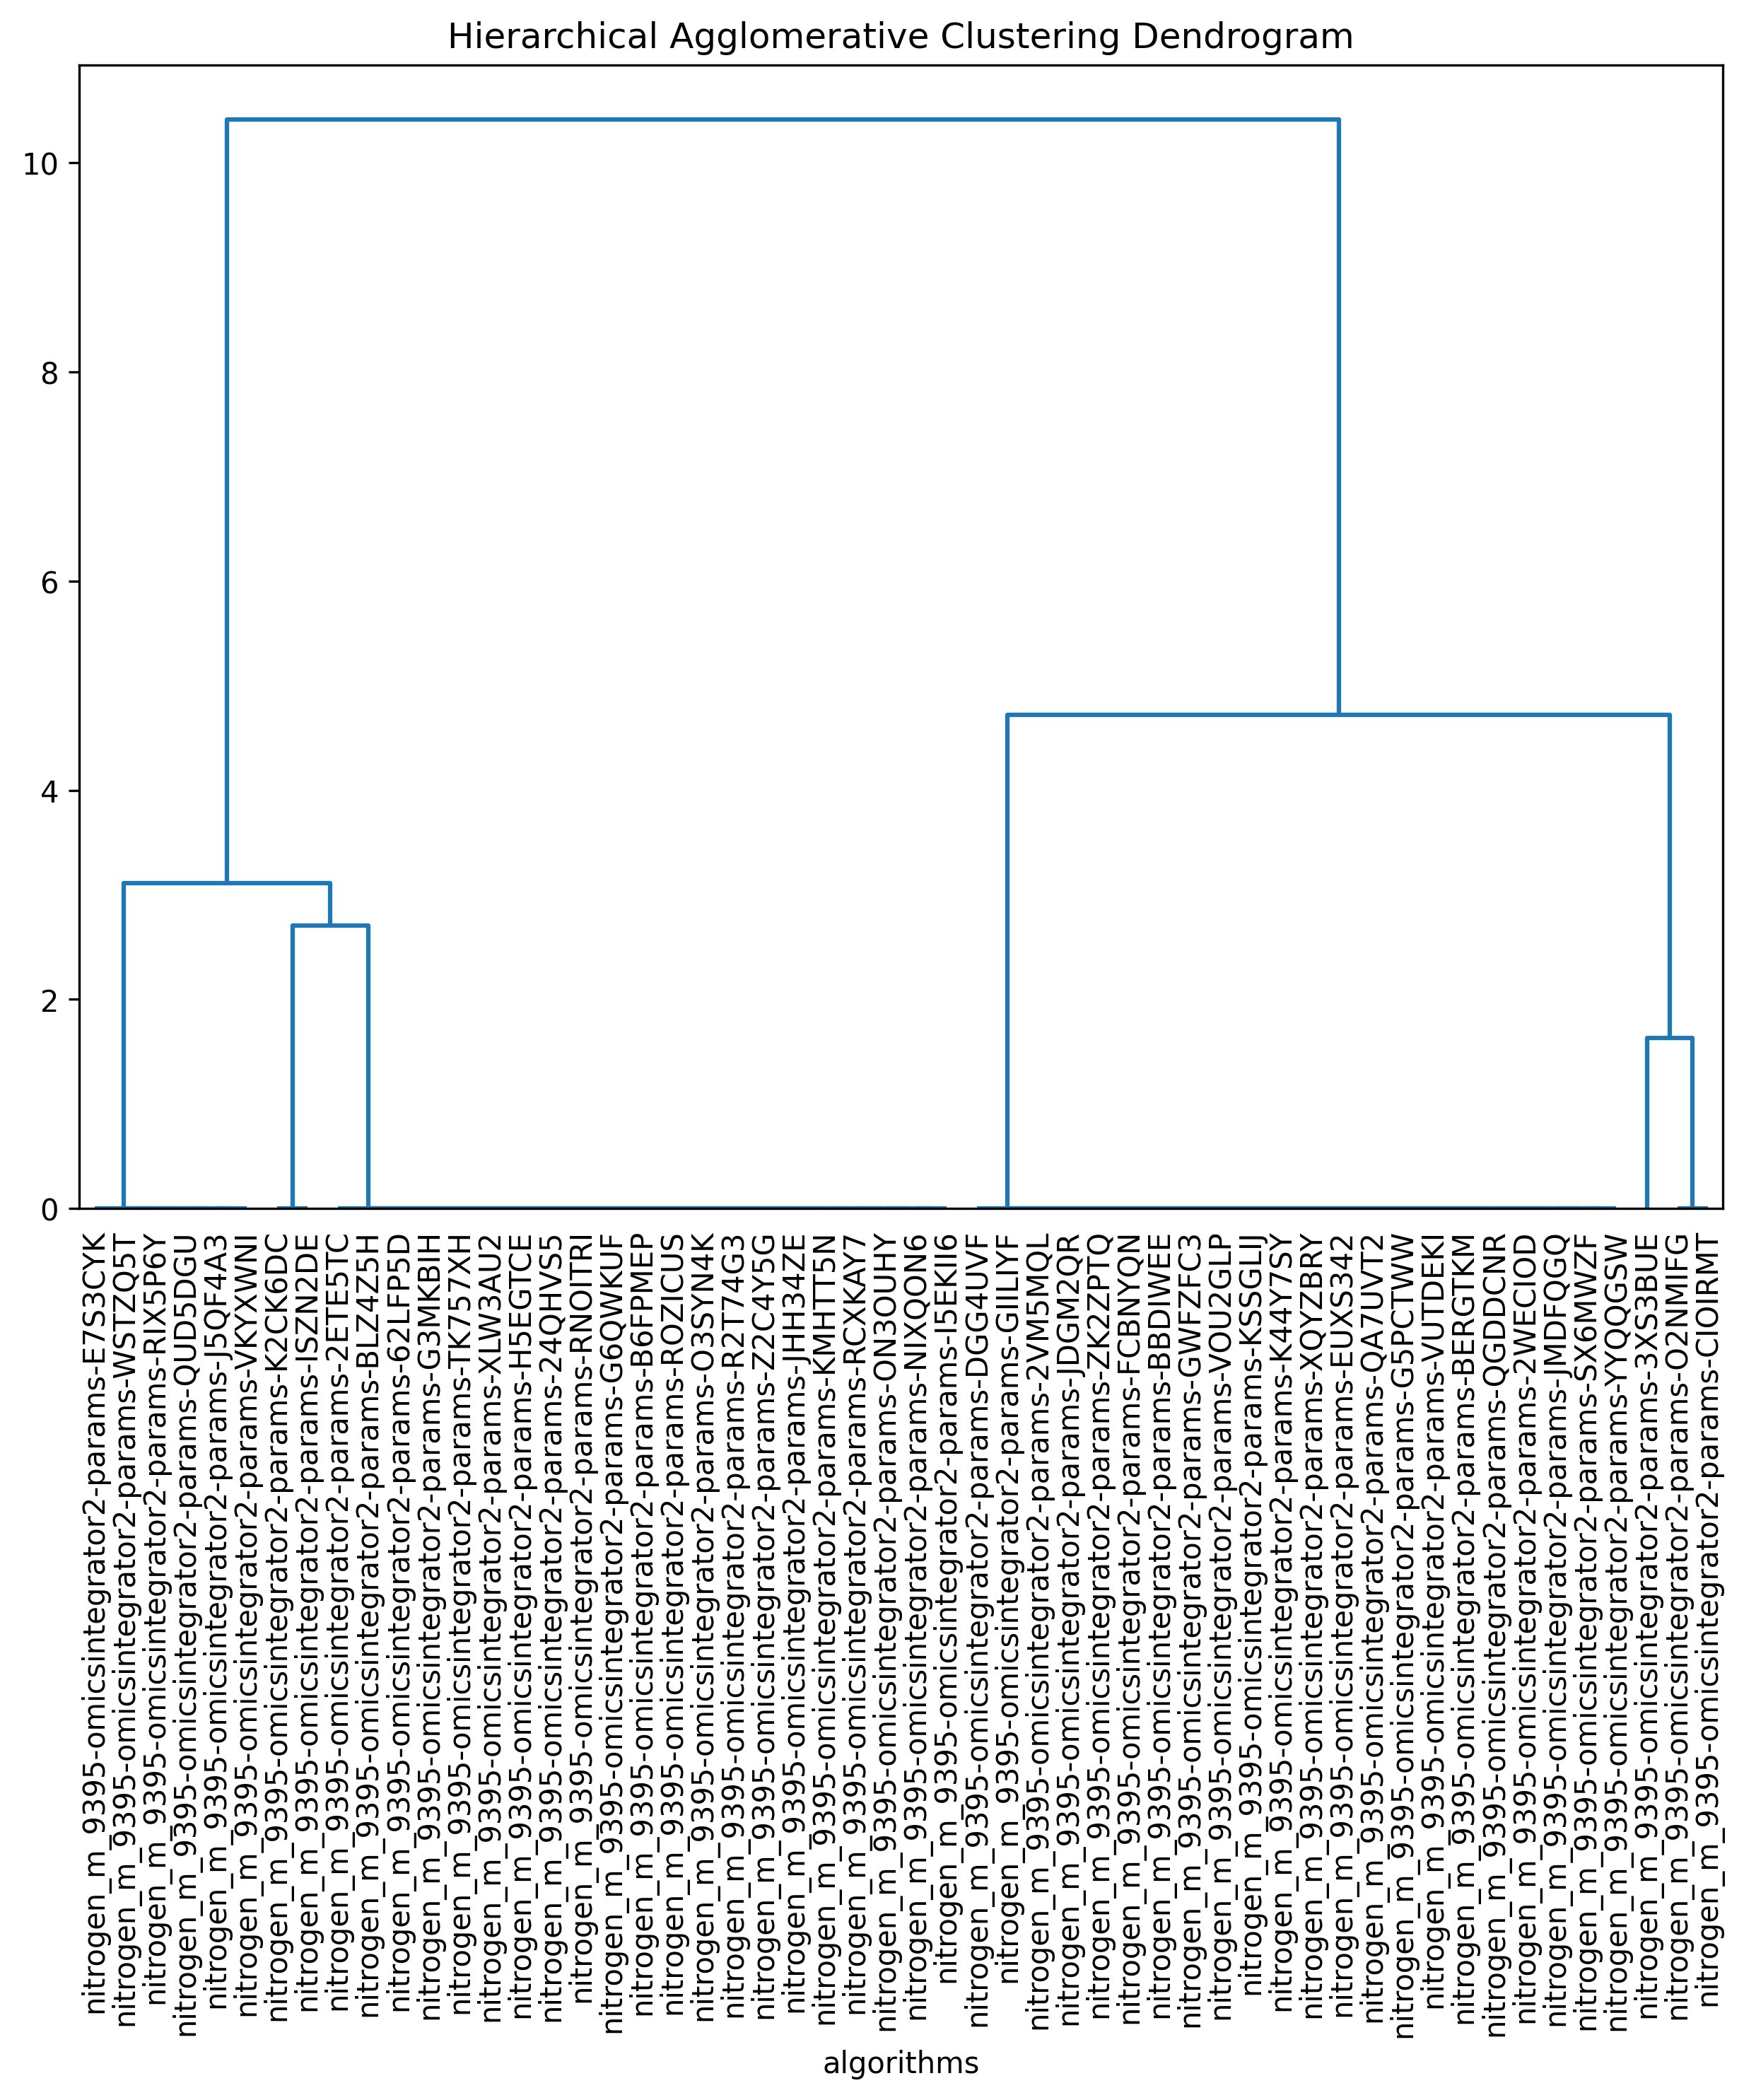 Hierarchical Agglomerative Clustering Dendrogram
10
8
6
4
2
0
nitrogen_m_9395-omicsintegrator2-params-E7S3CYK
nitrogen_m_9395-omicsintegrator2-params-WSTZQ5T
nitrogen_m_9395-omicsintegrator2-params-RIX5P6Y
nitrogen_m_9395-omicsintegrator2-params-QUD5DGU
nitrogen_m_9395-omicsintegrator2-params-J5QF4A3
nitrogen_m_9395-omicsintegrator2-params-VKYXWNI
nitrogen_m_9395-omicsintegrator2-params-K2CK6DC
nitrogen_m_9395-omicsintegrator2-params-ISZN2DE
nitrogen_m_9395-omicsintegrator2-params-2ETE5TC
nitrogen_m_9395-omicsintegrator2-params-BLZ4Z5H
nitrogen_m_9395-omicsintegrator2-params-62LFP5D
nitrogen_m_9395-omicsintegrator2-params-G3MKBIH
nitrogen_m_9395-omicsintegrator2-params-TK757XH
nitrogen_m_9395-omicsintegrator2-params-XLW3AU2
nitrogen_m_9395-omicsintegrator2-params-H5EGTCE
nitrogen_m_9395-omicsintegrator2-params-24QHVS5
nitrogen_m_9395-omicsintegrator2-params-RNOITRI
nitrogen_m_9395-omicsintegrator2-params-G6QWKUF
nitrogen_m_9395-omicsintegrator2-params-B6FPMEP
nitrogen_m_9395-omicsintegrator2-params-ROZICUS
nitrogen_m_9395-omicsintegrator2-params-O3SYN4K
nitrogen_m_9395-omicsintegrator2-params-R2T74G3
nitrogen_m_9395-omicsintegrator2-params-Z2C4Y5G
nitrogen_m_9395-omicsintegrator2-params-JHH34ZE
nitrogen_m_9395-omicsintegrator2-params-KMHTT5N
nitrogen_m_9395-omicsintegrator2-params-RCXKAY7
nitrogen_m_9395-omicsintegrator2-params-ON3OUHY
nitrogen_m_9395-omicsintegrator2-params-NIXQON6
nitrogen_m_9395-omicsintegrator2-params-I5EKII6
nitrogen_m_9395-omicsintegrator2-params-DGG4UVF
nitrogen_m_9395-omicsintegrator2-params-GIILIYF
nitrogen_m_9395-omicsintegrator2-params-2VM5MQL
nitrogen_m_9395-omicsintegrator2-params-JDGM2QR
nitrogen_m_9395-omicsintegrator2-params-ZK2ZPTQ
nitrogen_m_9395-omicsintegrator2-params-FCBNYQN
nitrogen_m_9395-omicsintegrator2-params-BBDIWEE
nitrogen_m_9395-omicsintegrator2-params-GWFZFC3
nitrogen_m_9395-omicsintegrator2-params-VOU2GLP
nitrogen_m_9395-omicsintegrator2-params-KSSGLIJ
nitrogen_m_9395-omicsintegrator2-params-K44Y7SY
nitrogen_m_9395-omicsintegrator2-params-XQYZBRY
nitrogen_m_9395-omicsintegrator2-params-EUXS342
nitrogen_m_9395-omicsintegrator2-params-QA7UVT2
nitrogen_m_9395-omicsintegrator2-params-G5PCTWW
nitrogen_m_9395-omicsintegrator2-params-VUTDEKI
nitrogen_m_9395-omicsintegrator2-params-BERGTKM
nitrogen_m_9395-omicsintegrator2-params-QGDDCNR
nitrogen_m_9395-omicsintegrator2-params-2WECIOD
nitrogen_m_9395-omicsintegrator2-params-JMDFQGQ
nitrogen_m_9395-omicsintegrator2-params-SX6MWZF
nitrogen_m_9395-omicsintegrator2-params-YYQQGSW
nitrogen_m_9395-omicsintegrator2-params-3XS3BUE
nitrogen_m_9395-omicsintegrator2-params-O2NMIFG
nitrogen_m_9395-omicsintegrator2-params-CIOIRMT
algorithms